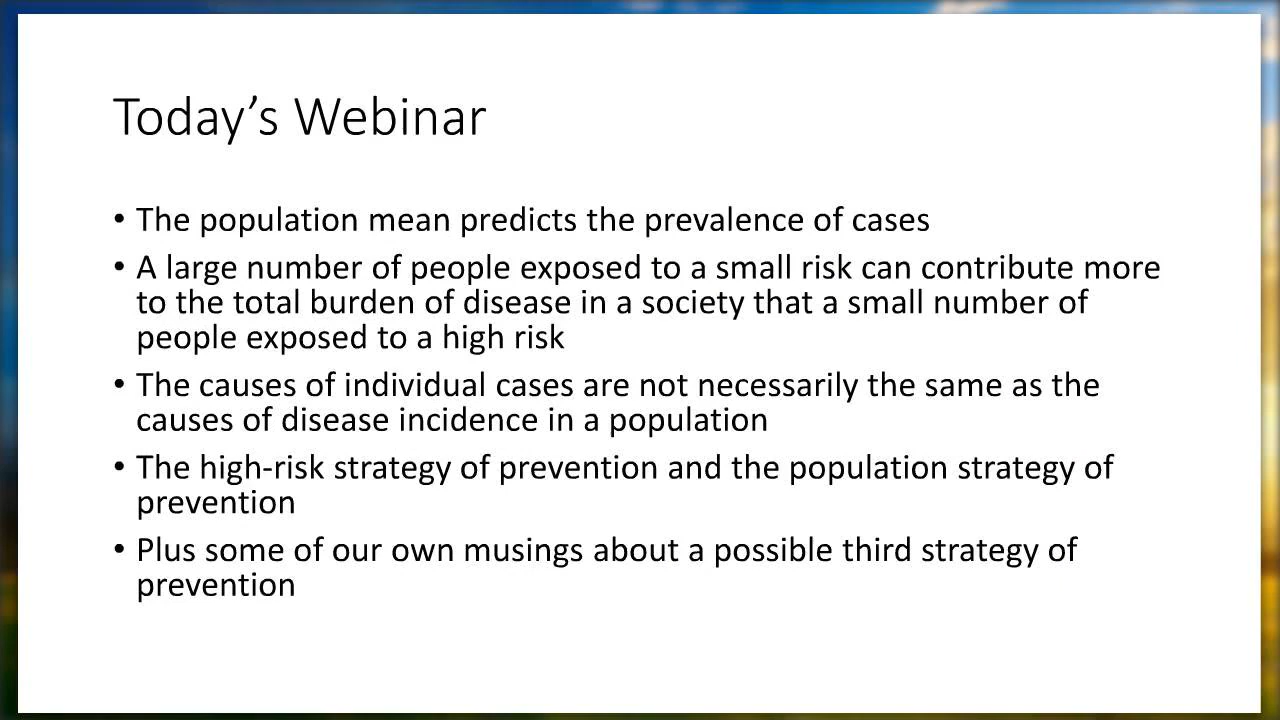 Today’s Webinar
• The population mean predicts the prevalence of cases
• A large number of people exposed to a small risk can contribute more
to the total burden of disease in a society that a small number of
people exposed to a high risk
• The causes of individual cases are not necessarily the same as the
causes of disease incidence in a population
• The high-risk strategy of prevention and the population strategy of
prevention
• Plus some of our own musings about a possible third strategy of
prevention